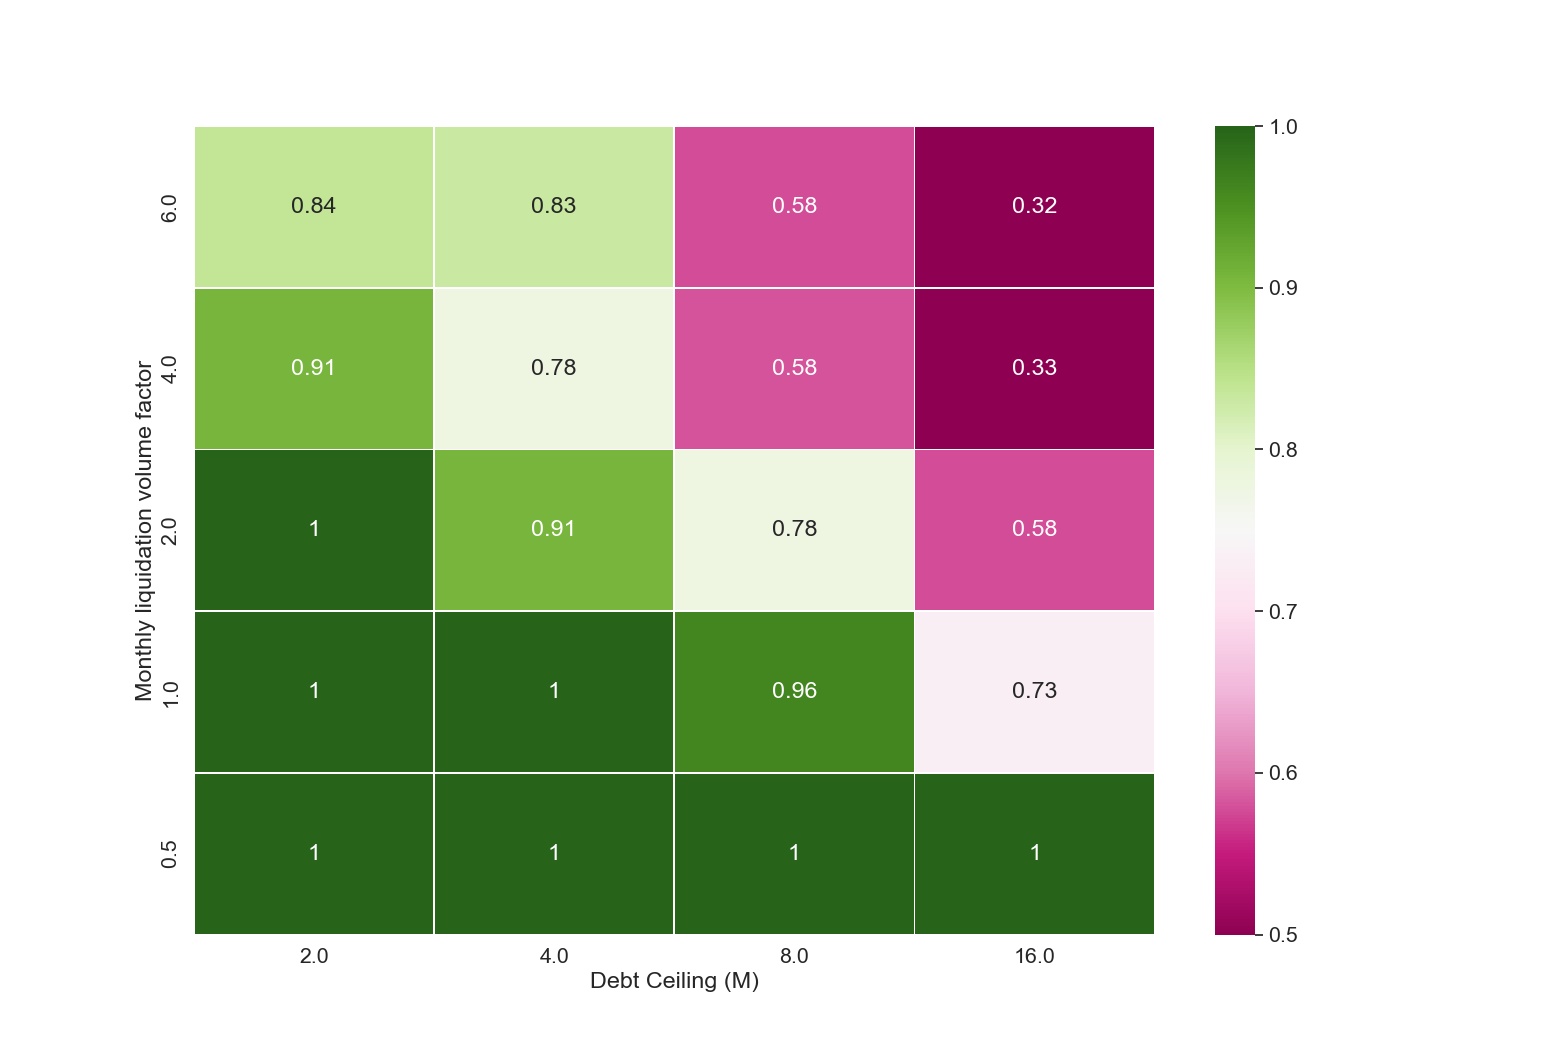 6.0 0.84 0.83 0.58 0.32
4.0 0.91 0.78 0.58 0.33
2.0 1 0.91 0.78 0.58
1.0 1 1 0.96 0.73
0.5 1 1 1 1
2.0 4.0 8.0 16.0
Debt Ceiling (M)
Monthly liquidation volume factor
1.0
0.9
0.8
0.7
0.6
0.5